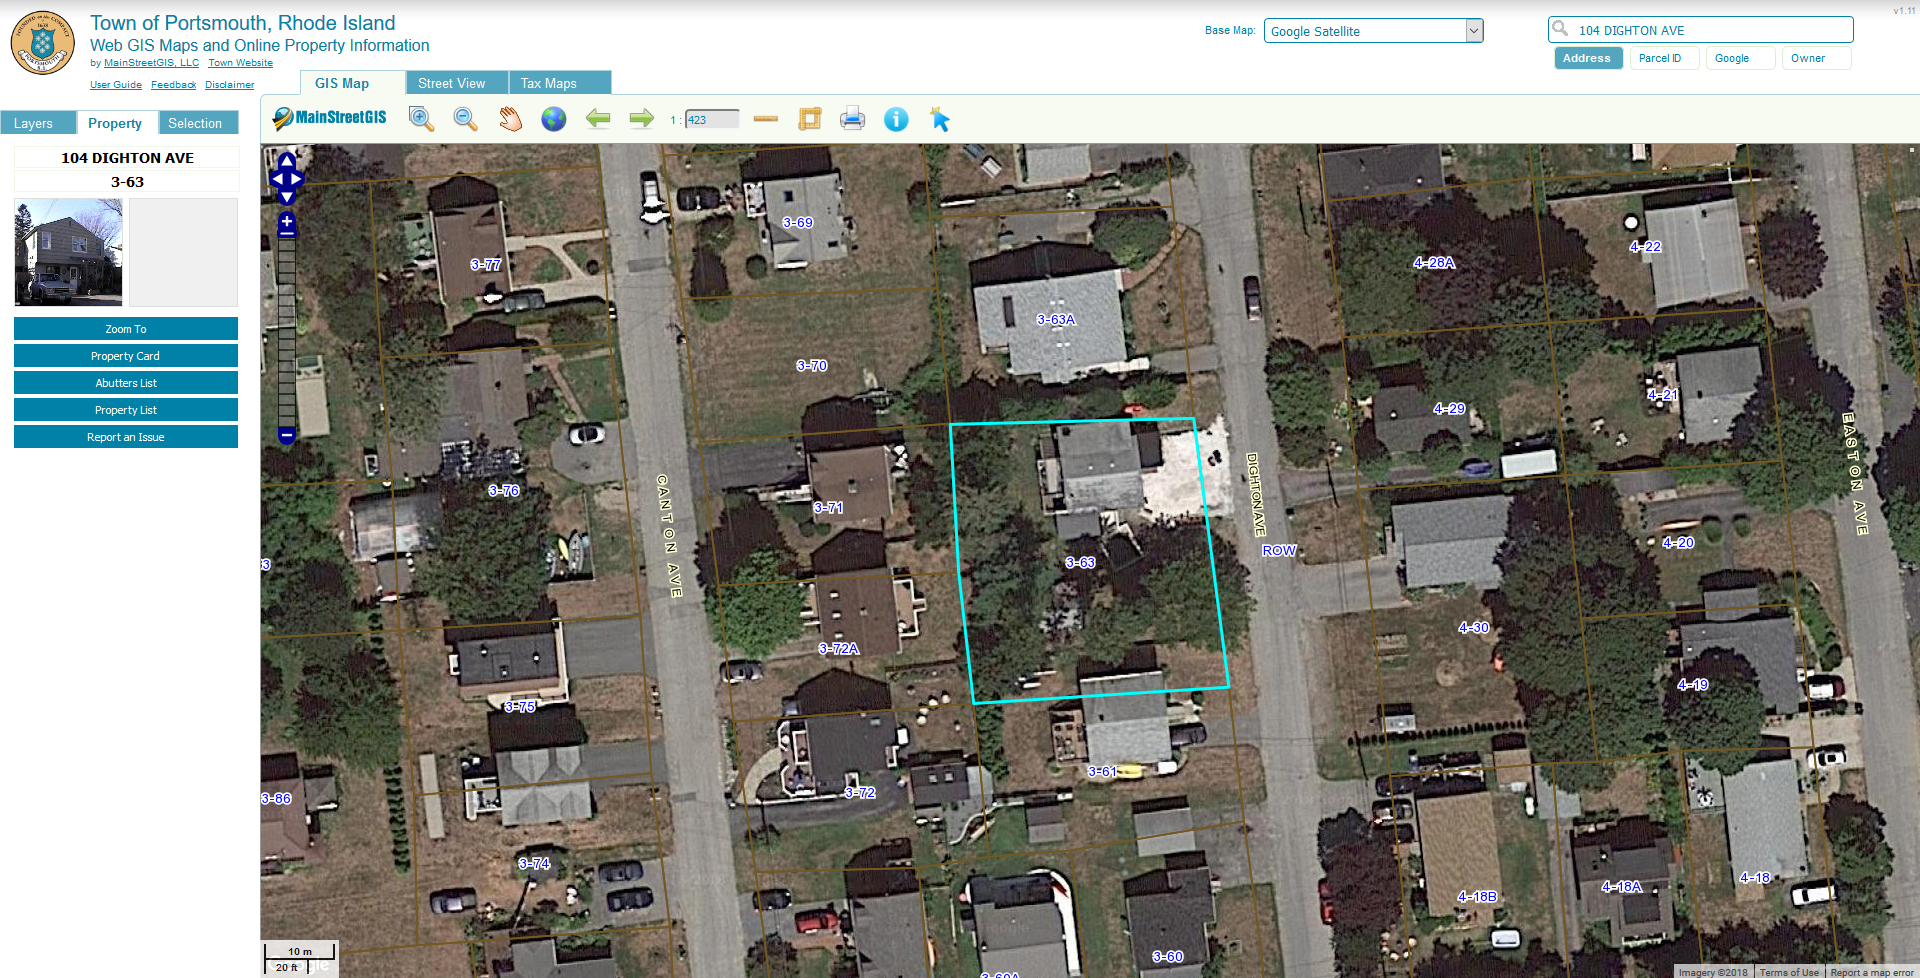 Town of Portsmouth, Rhode Island
Web GIS Maps and Online Property Information
by MainStreetGIS, LLC Town Website
User Guide Feedback Disclaimer
v1.11
Base Map: Google Satellite
104 DIGHTON AVE
Address Parcel ID Google Owner
GIS Map Street View Tax Maps
Layers Property Selection
MainStreetGIS
1 : 423
104 DIGHTON AVE
3-63
Zoom To
Property Card
Abutters List
Property List
Report an Issue
3-69
3-77
4-22
4-28A
3-63A
3-70
4-21
4-29
3-76
3-71
CANTON AVE
DIGHTON AVE
EASTON AVE
ROW
4-20
3-63
3
4-30
3-72A
4-19
3-75
3-61
3-72
3-86
3-74
4-18
4-18A
4-18B
3-60
3-60A
10 m
20 ft
Imagery ©2018 Terms of Use Report a map error